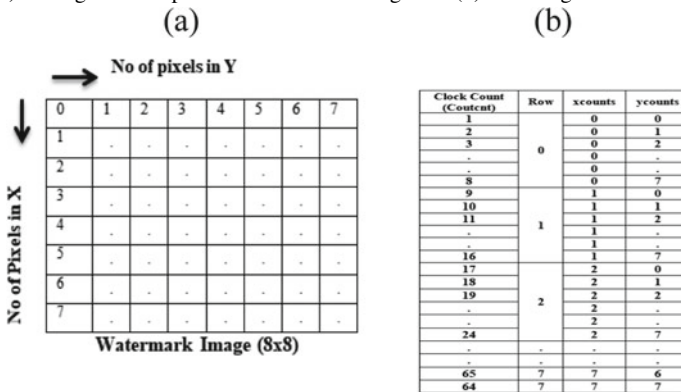 (a)
(b)
No of pixels in Y
No of Pixels in X
0 1 2 3 4 5 6 7
1 . . . . . . .
2 . . . . . . .
3 . . . . . . .
4 . . . . . . .
5 . . . . . . .
6 . . . . . . .
7 . . . . . . .
Watermark Image (8x8)
Clock Count (Coutcnt) Row xcounts ycounts
1 0 0
2 0 1
3 0 2
. 0 0 .
. 0 .
8 0 7
9 1 0
10 1 1
11 1 2
. 1 1 .
. 1 .
16 1 7
17 2 0
18 2 1
19 2 2
. 2 2 .
. 2 .
24 2 7
. . . .
. . . .
65 7 7 6
64 7 7 7